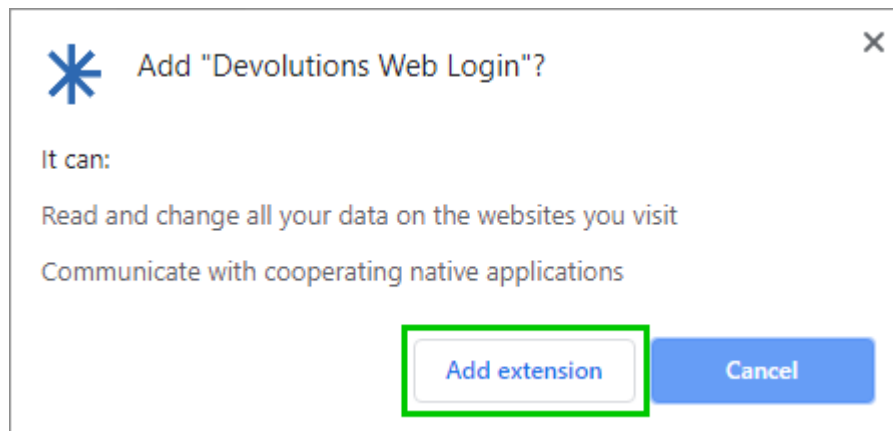 Add "Devolutions Web Login"?
It can:
Read and change all your data on the websites you visit
Communicate with cooperating native applications
Add extension
Cancel